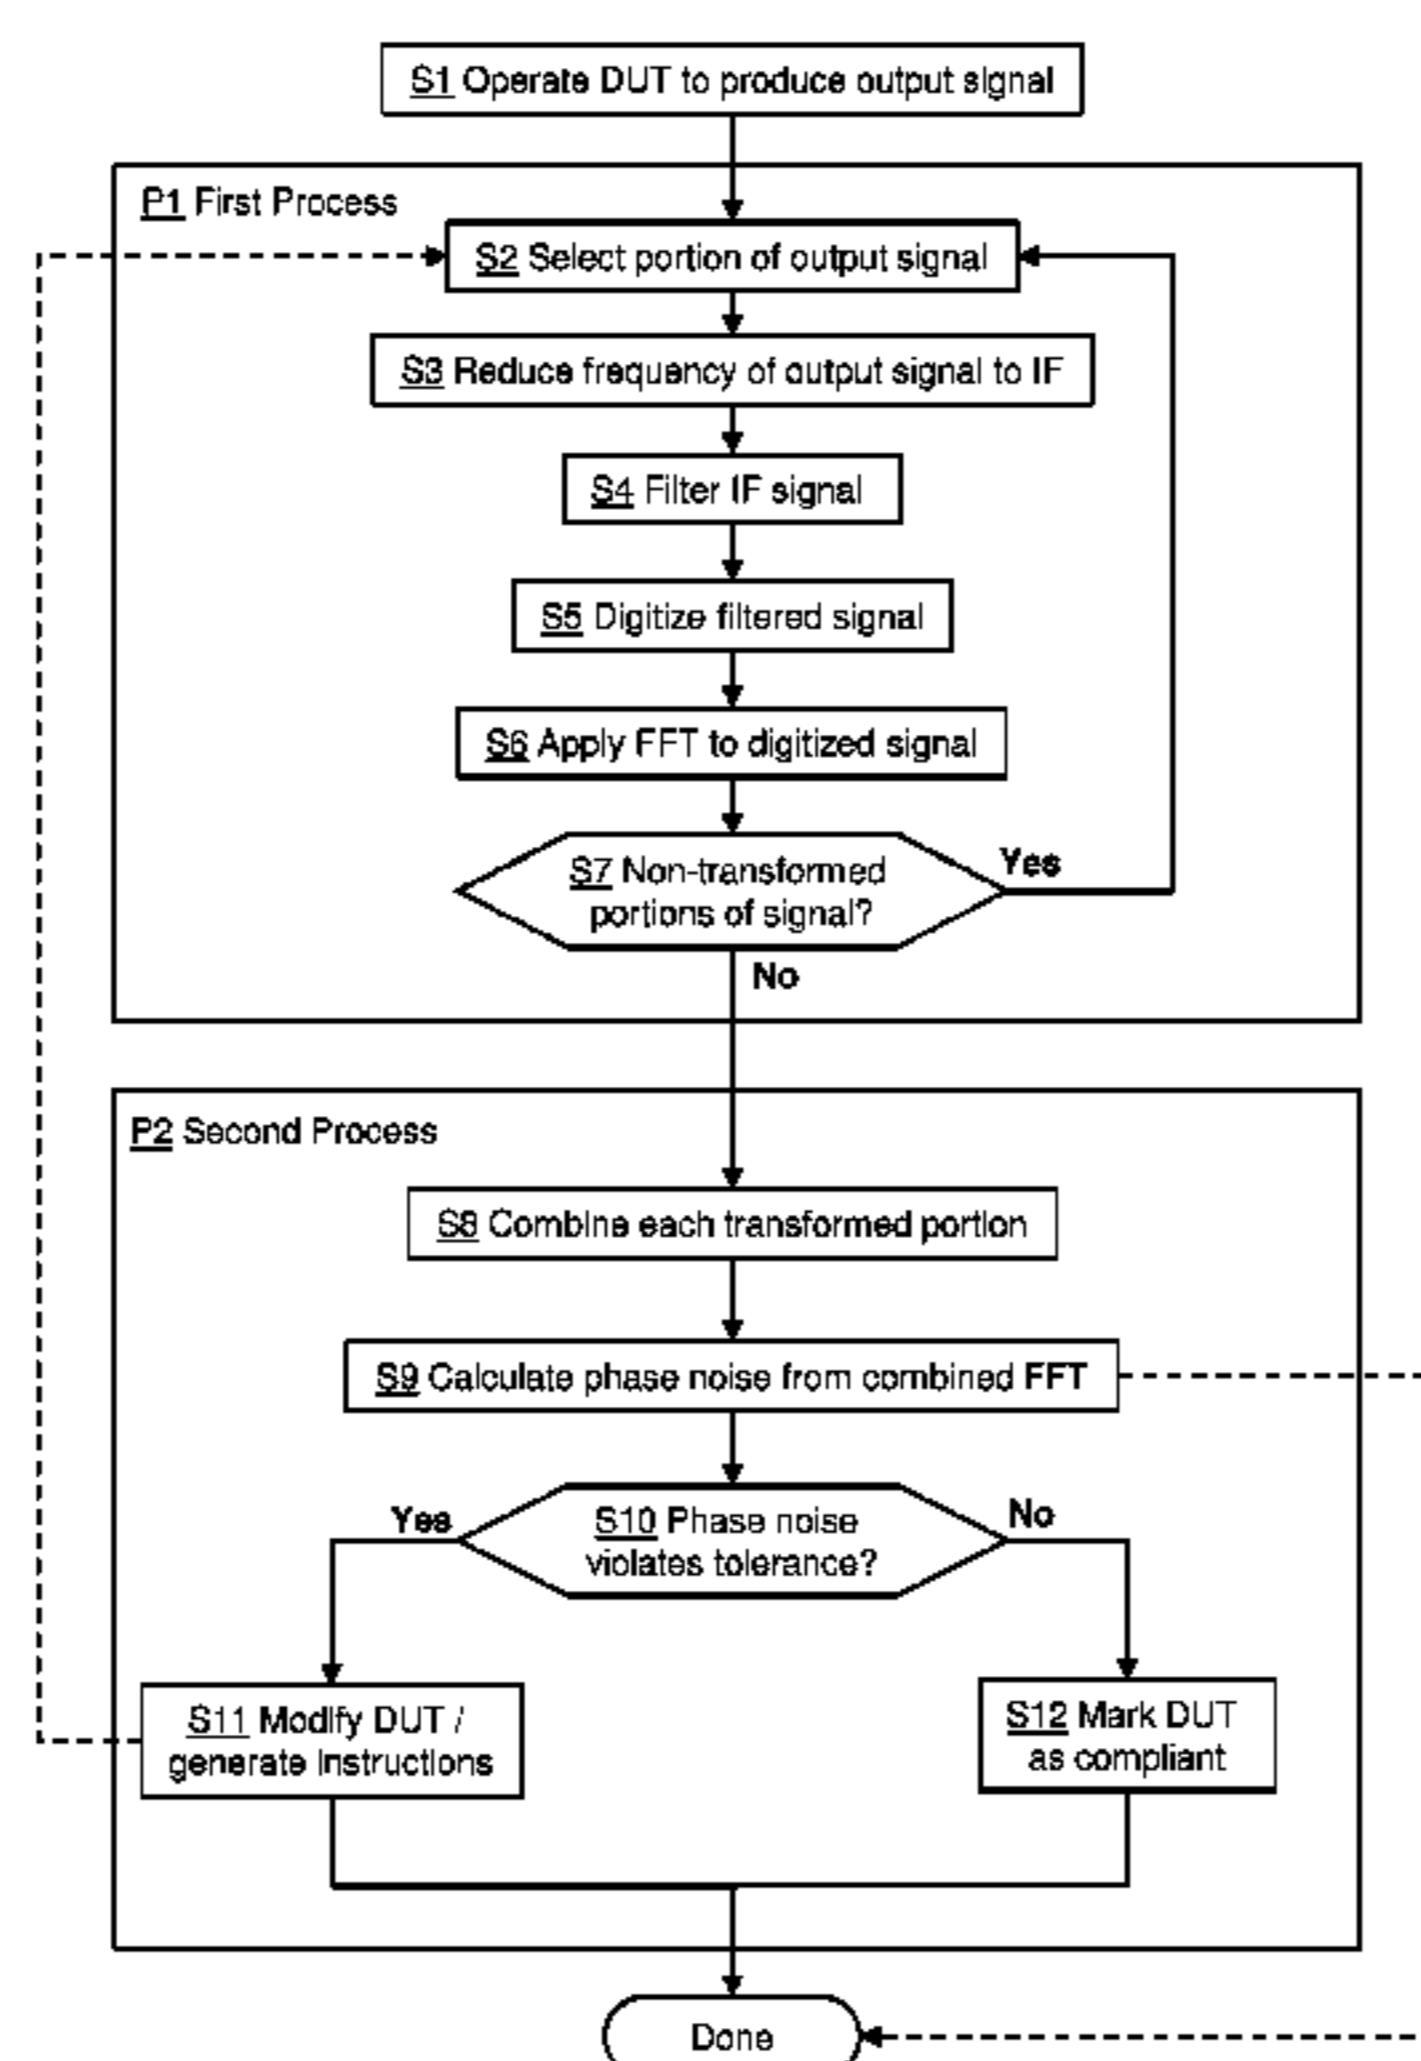 S1 Operate DUT to produce output signal
P1 First Process
S2 Select portion of output signal
S3 Reduce frequency of output signal to IF
S4 Filter IF signal
S5 Digitize filtered signal
S6 Apply FFT to digitized signal
S7 Non-transformed
portions of signal?
Yes
No
P2 Second Process
S8 Combine each transformed portion
S9 Calculate phase noise from combined FFT
Yes
S10 Phase noise
violates tolerance?
No
S11 Modify DUT /
generate instructions
S12 Mark DUT
as compliant
Done